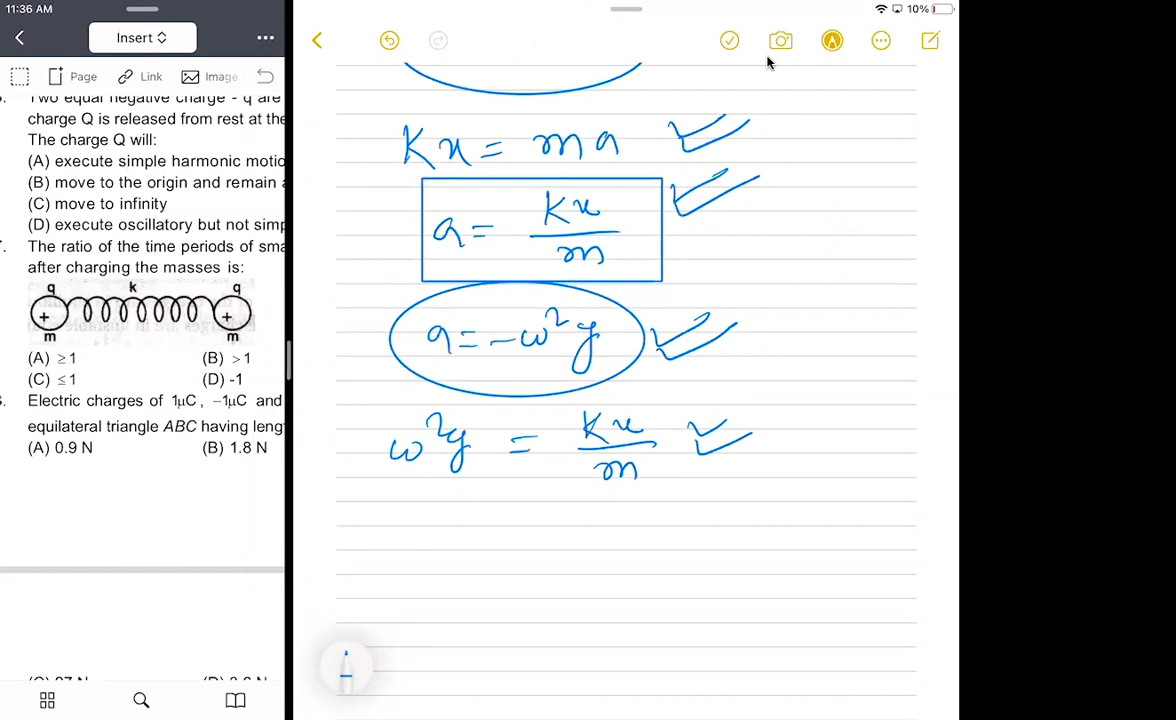 11:36 AM
10%
Insert
Page Link Image
Two equal negative charge - q are
charge Q is released from rest at the
The charge Q will:
(A) execute simple harmonic motio
(B) move to the origin and remain a
(C) move to infinity
(D) execute oscillatory but not simp
The ratio of the time periods of sma
after charging the masses is:
q k q
+ +
m m
(A) ≥ 1 (B) > 1
(C) ≤ 1 (D) -1
Electric charges of 1μC, −1μC and
equilateral triangle ABC having leng
(A) 0.9 N (B) 1.8 N
Kx = ma
a = Kx/m
a = -ω²y
ω²y = Kx/m